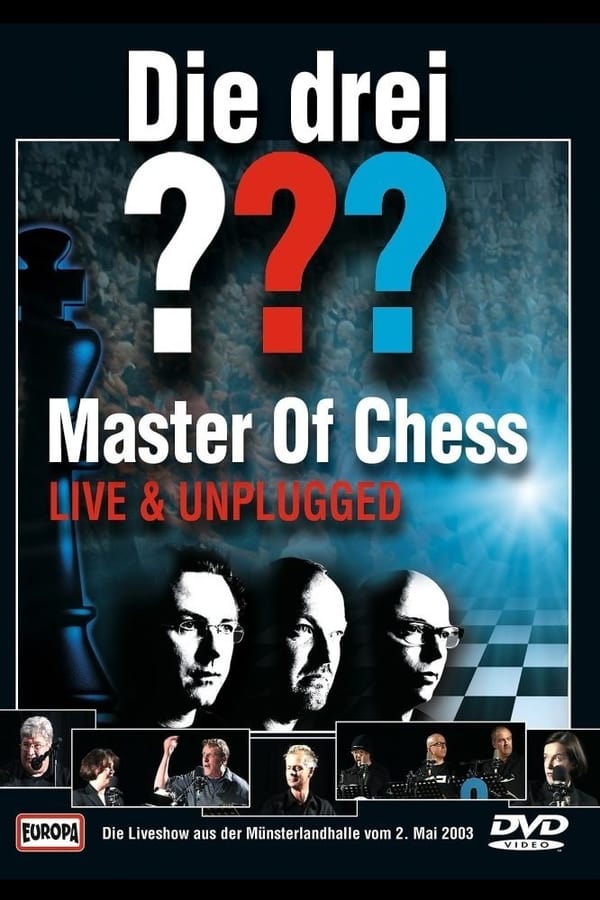 Die drei
???
Master Of Chess
LIVE & UNPLUGGED
?
EUROPA
Die Liveshow aus der Münsterlandhalle vom 2. Mai 2003
DVD
VIDEO